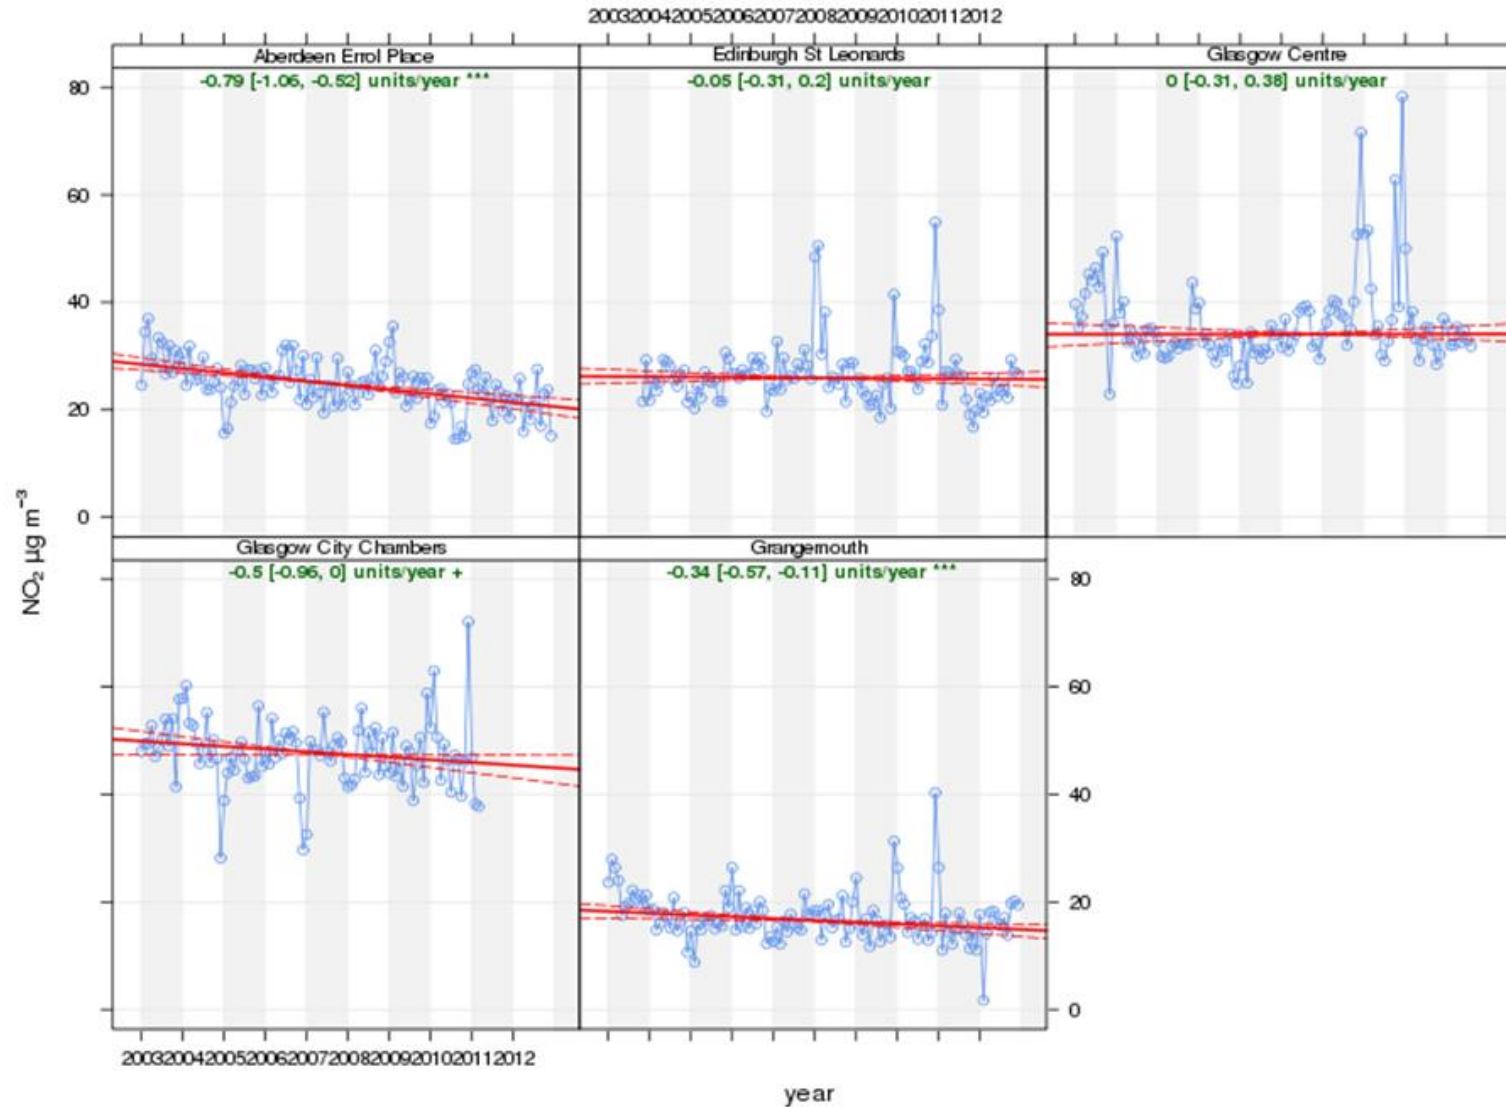 2003200420052006200720082009201020112012
Aberdeen Errol Place
Edinburgh St Leonards
Glasgow Centre
-0.79 [-1.06, -0.52] units/year ***
-0.05 [-0.31, 0.2] units/year
0 [-0.31, 0.38] units/year
80
60
40
20
0
NO₂ µg m⁻³
Glasgow City Chambers
Grangemouth
-0.5 [-0.96, 0] units/year +
-0.34 [-0.57, -0.11] units/year ***
80
60
40
20
0
2003200420052006200720082009201020112012
year